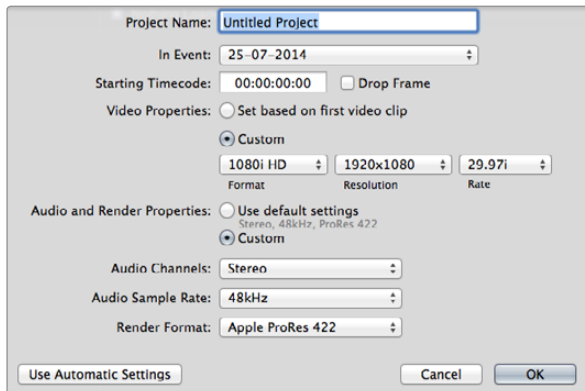 Project Name: Untitled Project
In Event: 25-07-2014
Starting Timecode: 00:00:00:00 Drop Frame
Video Properties: Set based on first video clip
Custom
1080i HD 1920x1080 29.97i
Format Resolution Rate
Audio and Render Properties: Use default settings
Stereo, 48kHz, ProRes 422
Custom
Audio Channels: Stereo
Audio Sample Rate: 48kHz
Render Format: Apple ProRes 422
Use Automatic Settings Cancel OK